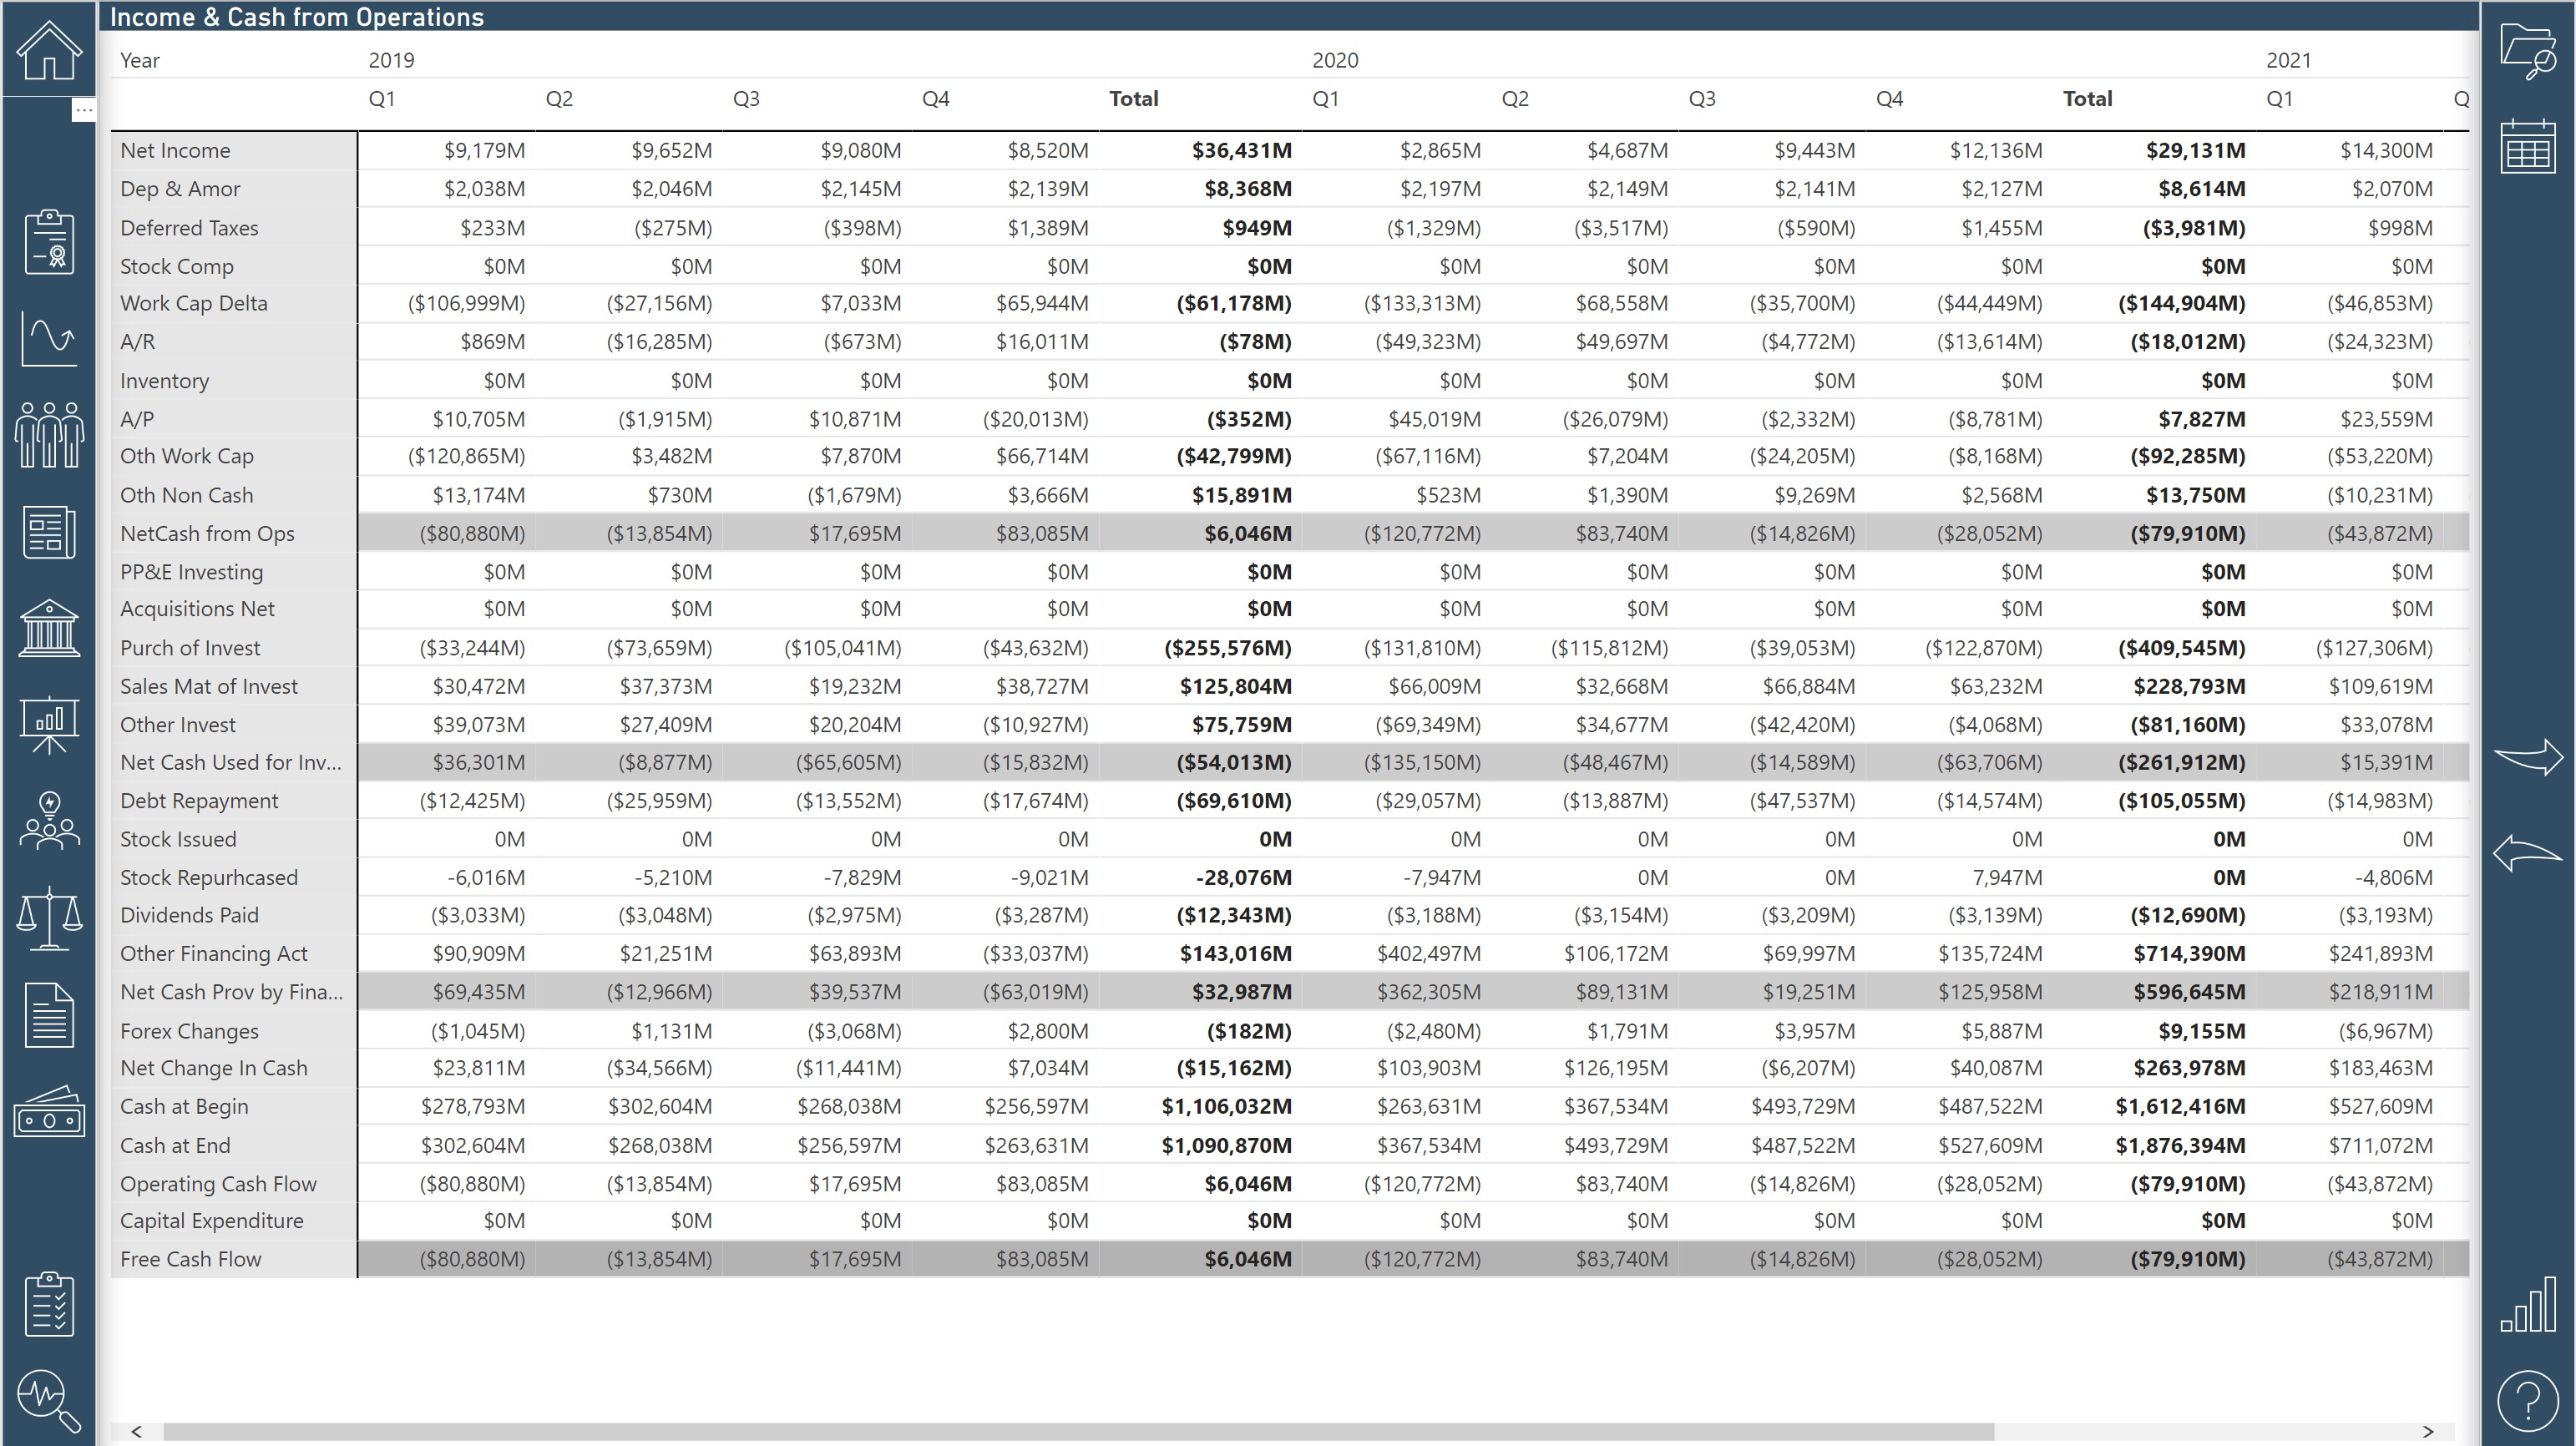 Income & Cash from Operations
Year 2019 2020 2021
Q1 Q2 Q3 Q4 Total Q1 Q2 Q3 Q4 Total Q1 Q
...
Net Income $9,179M $9,652M $9,080M $8,520M $36,431M $2,865M $4,687M $9,443M $12,136M $29,131M $14,300M
Dep & Amor $2,038M $2,046M $2,145M $2,139M $8,368M $2,197M $2,149M $2,141M $2,127M $8,614M $2,070M
Deferred Taxes $233M ($275M) ($398M) $1,389M $949M ($1,329M) ($3,517M) ($590M) $1,455M ($3,981M) $998M
Stock Comp $0M $0M $0M $0M $0M $0M $0M $0M $0M $0M $0M
Work Cap Delta ($106,999M) ($27,156M) $7,033M $65,944M ($61,178M) ($133,313M) $68,558M ($35,700M) ($44,449M) ($144,904M) ($46,853M)
A/R $869M ($16,285M) ($673M) $16,011M ($78M) ($49,323M) $49,697M ($4,772M) ($13,614M) ($18,012M) ($24,323M)
Inventory $0M $0M $0M $0M $0M $0M $0M $0M $0M $0M $0M
A/P $10,705M ($1,915M) $10,871M ($20,013M) ($352M) $45,019M ($26,079M) ($2,332M) ($8,781M) $7,827M $23,559M
Oth Work Cap ($120,865M) $3,482M $7,870M $66,714M ($42,799M) ($67,116M) $7,204M ($24,205M) ($8,168M) ($92,285M) ($53,220M)
Oth Non Cash $13,174M $730M ($1,679M) $3,666M $15,891M $523M $1,390M $9,269M $2,568M $13,750M ($10,231M)
NetCash from Ops ($80,880M) ($13,854M) $17,695M $83,085M $6,046M ($120,772M) $83,740M ($14,826M) ($28,052M) ($79,910M) ($43,872M)
PP&E Investing $0M $0M $0M $0M $0M $0M $0M $0M $0M $0M $0M
Acquisitions Net $0M $0M $0M $0M $0M $0M $0M $0M $0M $0M $0M
Purch of Invest ($33,244M) ($73,659M) ($105,041M) ($43,632M) ($255,576M) ($131,810M) ($115,812M) ($39,053M) ($122,870M) ($409,545M) ($127,306M)
Sales Mat of Invest $30,472M $37,373M $19,232M $38,727M $125,804M $66,009M $32,668M $66,884M $63,232M $228,793M $109,619M
Other Invest $39,073M $27,409M $20,204M ($10,927M) $75,759M ($69,349M) $34,677M ($42,420M) ($4,068M) ($81,160M) $33,078M
Net Cash Used for Inv... $36,301M ($8,877M) ($65,605M) ($15,832M) ($54,013M) ($135,150M) ($48,467M) ($14,589M) ($63,706M) ($261,912M) $15,391M
Debt Repayment ($12,425M) ($25,959M) ($13,552M) ($17,674M) ($69,610M) ($29,057M) ($13,887M) ($47,537M) ($14,574M) ($105,055M) ($14,983M)
Stock Issued 0M 0M 0M 0M 0M 0M 0M 0M 0M 0M 0M
Stock Repurhcased -6,016M -5,210M -7,829M -9,021M -28,076M -7,947M 0M 0M 7,947M 0M -4,806M
Dividends Paid ($3,033M) ($3,048M) ($2,975M) ($3,287M) ($12,343M) ($3,188M) ($3,154M) ($3,209M) ($3,139M) ($12,690M) ($3,193M)
Other Financing Act $90,909M $21,251M $63,893M ($33,037M) $143,016M $402,497M $106,172M $69,997M $135,724M $714,390M $241,893M
Net Cash Prov by Fina... $69,435M ($12,966M) $39,537M ($63,019M) $32,987M $362,305M $89,131M $19,251M $125,958M $596,645M $218,911M
Forex Changes ($1,045M) $1,131M ($3,068M) $2,800M ($182M) ($2,480M) $1,791M $3,957M $5,887M $9,155M ($6,967M)
Net Change In Cash $23,811M ($34,566M) ($11,441M) $7,034M ($15,162M) $103,903M $126,195M ($6,207M) $40,087M $263,978M $183,463M
Cash at Begin $278,793M $302,604M $268,038M $256,597M $1,106,032M $263,631M $367,534M $493,729M $487,522M $1,612,416M $527,609M
Cash at End $302,604M $268,038M $256,597M $263,631M $1,090,870M $367,534M $493,729M $487,522M $527,609M $1,876,394M $711,072M
Operating Cash Flow ($80,880M) ($13,854M) $17,695M $83,085M $6,046M ($120,772M) $83,740M ($14,826M) ($28,052M) ($79,910M) ($43,872M)
Capital Expenditure $0M $0M $0M $0M $0M $0M $0M $0M $0M $0M $0M
Free Cash Flow ($80,880M) ($13,854M) $17,695M $83,085M $6,046M ($120,772M) $83,740M ($14,826M) ($28,052M) ($79,910M) ($43,872M)